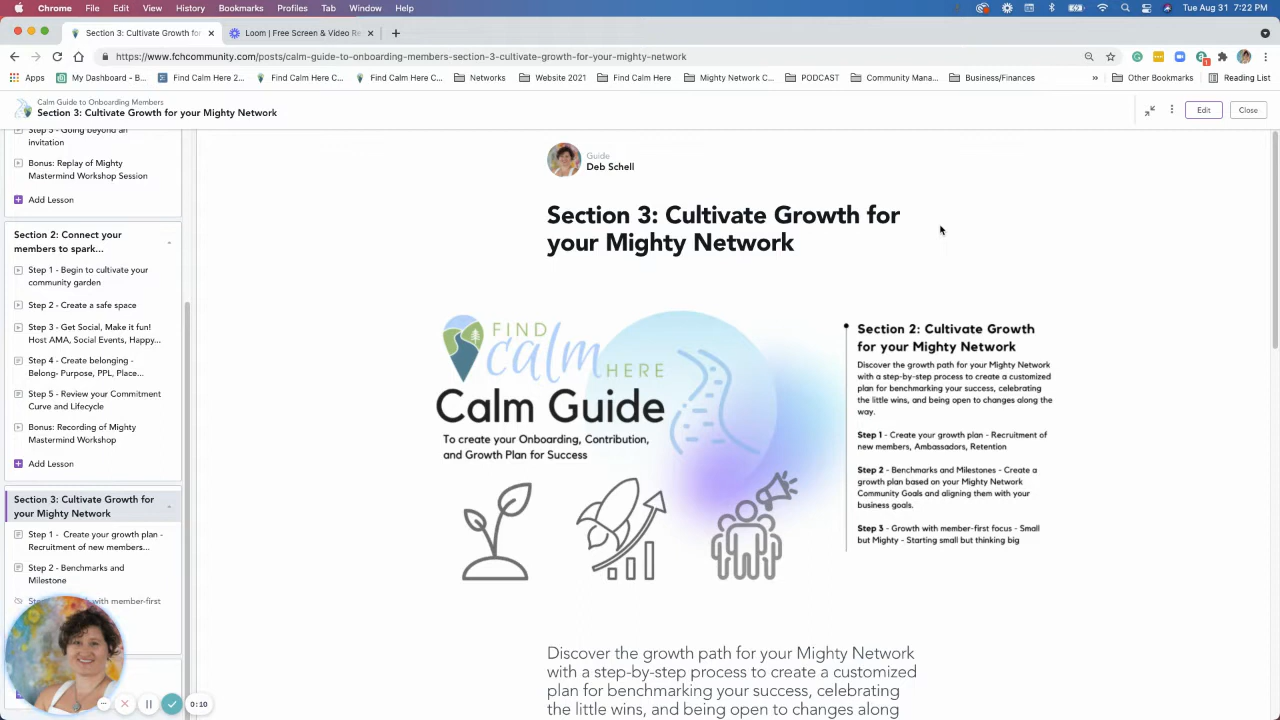 Chrome File Edit View History Bookmarks Profiles Tab Window Help Tue Aug 31 7:22 PM
Section 3: Cultivate Growth for
Loom | Free Screen & Video Re
https://www.fchcommunity.com/posts/calm-guide-to-onboarding-members-section-3-cultivate-growth-for-your-mighty-network
Apps My Dashboard - B... Find Calm Here 2... Find Calm Here C... Find Calm Here C... Networks Website 2021 Find Calm Here Mighty Network C... PODCAST Community Mana... Business/Finances » Other Bookmarks Reading List
Calm Guide to Onboarding Members
Section 3: Cultivate Growth for your Mighty Network
Edit
Close
Step 5 - Going beyond an
invitation
Bonus: Replay of Mighty
Mastermind Workshop Session
Add Lesson
Section 2: Connect your
members to spark...
Step 1 - Begin to cultivate your
community garden
Step 2 - Create a safe space
Step 3 - Get Social, Make it fun!
Host AMA, Social Events, Happy...
Step 4 - Create belonging -
Belong- Purpose, PPL, Place...
Step 5 - Review your Commitment
Curve and Lifecycle
Bonus: Recording of Mighty
Mastermind Workshop
Add Lesson
Section 3: Cultivate Growth for
your Mighty Network
Step 1 - Create your growth plan -
Recruitment of new members...
Step 2 - Benchmarks and
Milestone
with member-first
0:10
Guide
Deb Schell
Section 3: Cultivate Growth for
your Mighty Network
FIND
calm
HERE
Calm Guide
To create your Onboarding, Contribution,
and Growth Plan for Success
Section 2: Cultivate Growth
for your Mighty Network
Discover the growth path for your Mighty Network
with a step-by-step process to create a customized
plan for benchmarking your success, celebrating
the little wins, and being open to changes along the
way.
Step 1 - Create your growth plan - Recruitment of
new members, Ambassadors, Retention
Step 2 - Benchmarks and Milestones - Create a
growth plan based on your Mighty Network
Community Goals and aligning them with your
business goals.
Step 3 - Growth with member-first focus - Small
but Mighty - Starting small but thinking big
Discover the growth path for your Mighty Network
with a step-by-step process to create a customized
plan for benchmarking your success, celebrating
the little wins, and being open to changes along